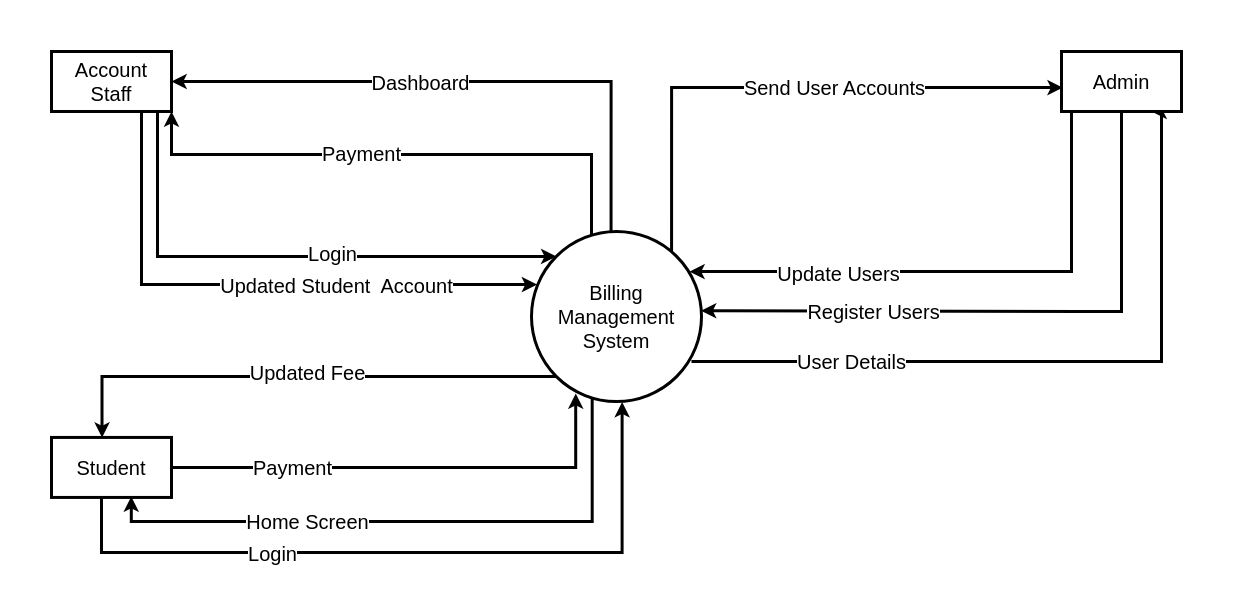 Account
Staff
Dashboard
Send User Accounts
Admin
Payment
Login
Updated Student  Account
Update Users
Billing
Management
System
Register Users
User Details
Updated Fee
Student
Payment
Home Screen
Login